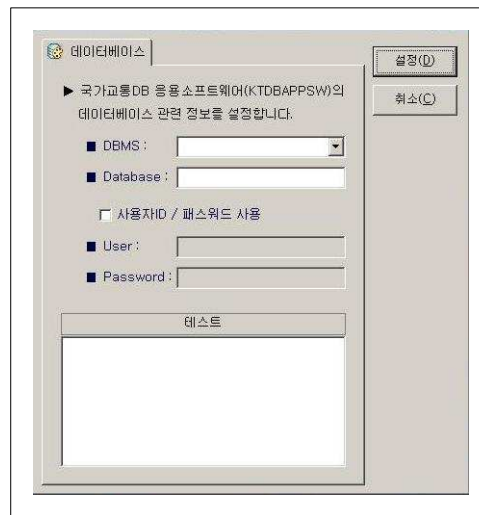 데이터베이스
설정(D)
취소(C)
▶ 국가교통DB 응용소프트웨어(KTDBAPPSW)의
데이터베이스 관련 정보를 설정합니다.
■ DBMS :
■ Database :
사용자ID / 패스워드 사용
■ User :
■ Password :
테스트